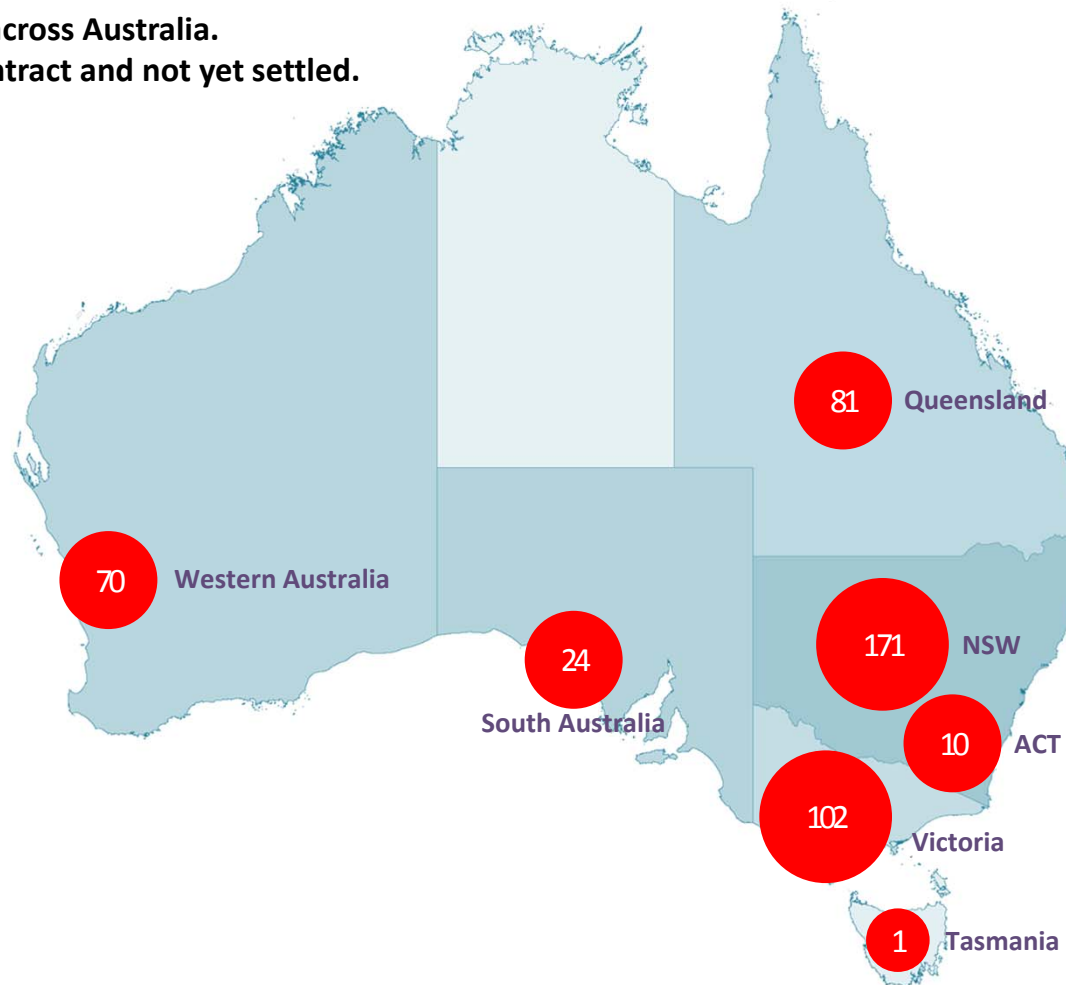 across Australia.
ntract and not yet settled.
81 Queensland
70 Western Australia
171 NSW
24
South Australia
10 ACT
102
Victoria
1 Tasmania